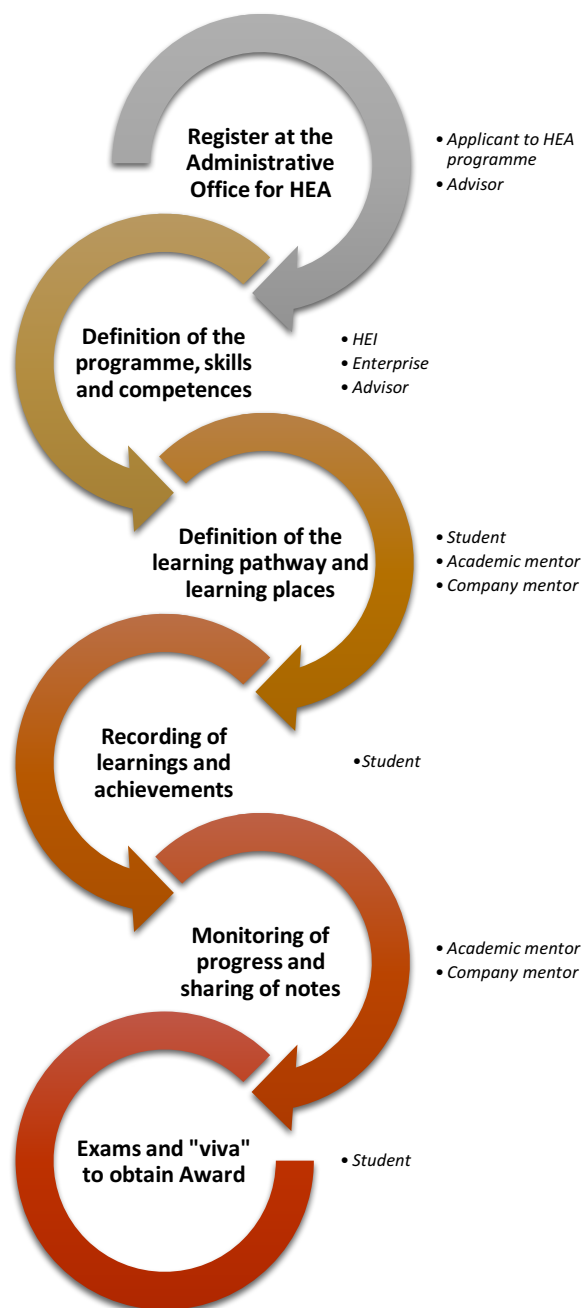 Register at the
Administrative
Office for HEA
• Applicant to HEA
programme
• Advisor
Definition of the
programme, skills
and competences
• HEI
• Enterprise
• Advisor
Definition of the
learning pathway and
learning places
• Student
• Academic mentor
• Company mentor
Recording of
learnings and
achievements
• Student
Monitoring of
progress and
sharing of notes
• Academic mentor
• Company mentor
Exams and "viva"
to obtain Award
• Student